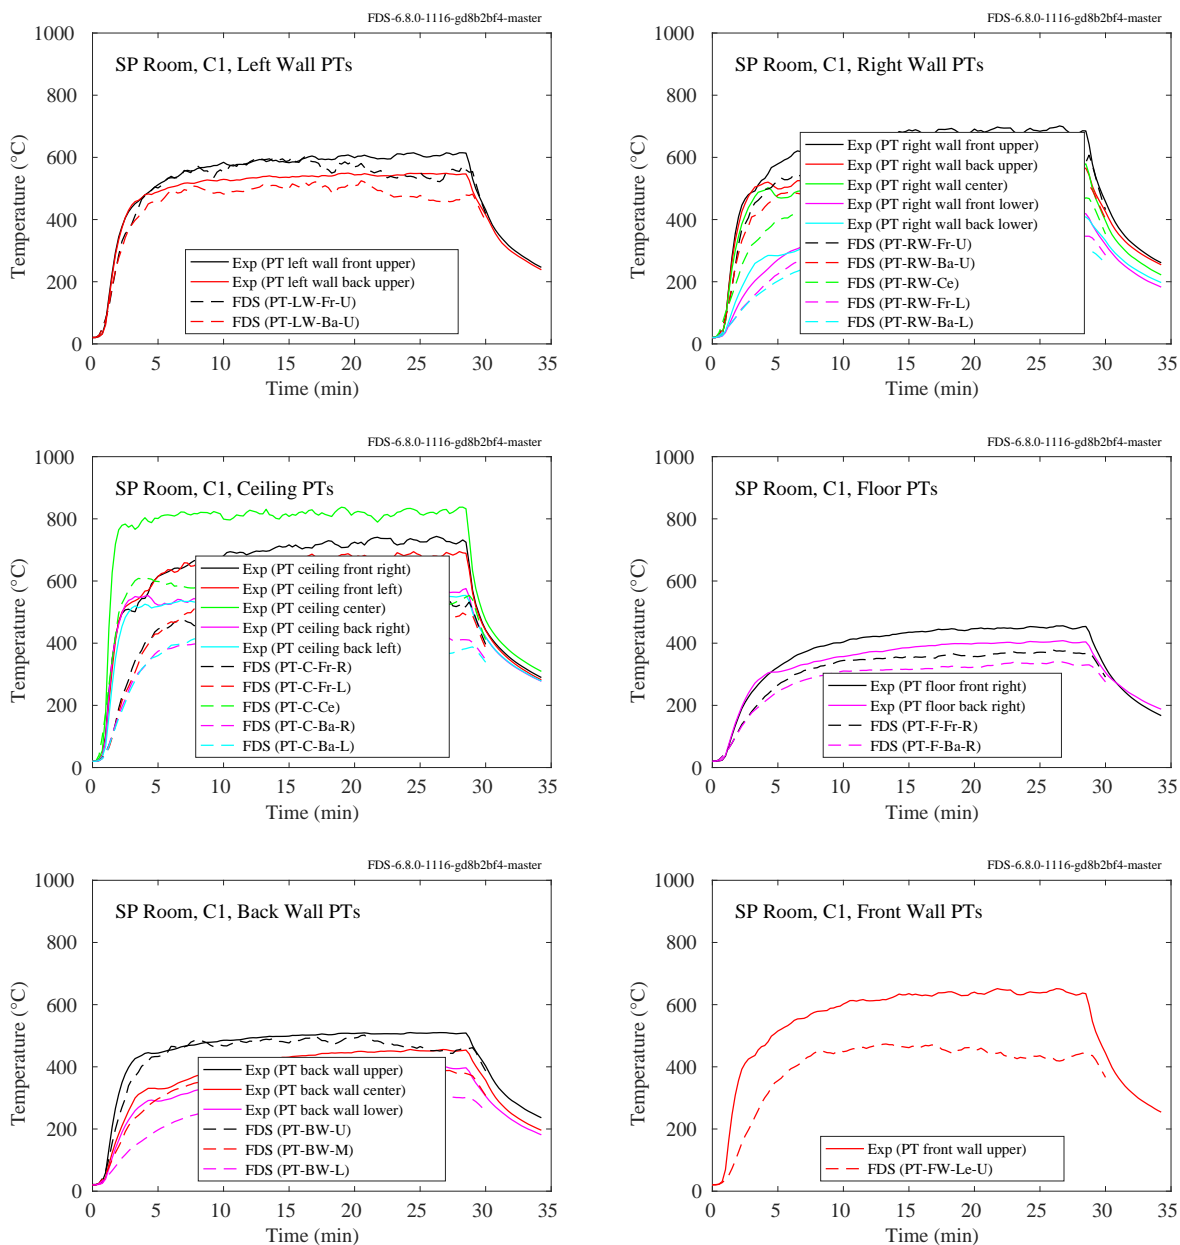 FDS-6.8.0-1116-gd8b2bf4-master
SP Room, C1, Left Wall PTs
1000
800
600
400
200
0
Temperature (°C)
Exp (PT left wall front upper)
Exp (PT left wall back upper)
FDS (PT-LW-Fr-U)
FDS (PT-LW-Ba-U)
0 5 10 15 20 25 30 35
Time (min)
FDS-6.8.0-1116-gd8b2bf4-master
SP Room, C1, Right Wall PTs
1000
800
600
400
200
0
Temperature (°C)
Exp (PT right wall front upper)
Exp (PT right wall back upper)
Exp (PT right wall center)
Exp (PT right wall front lower)
Exp (PT right wall back lower)
FDS (PT-RW-Fr-U)
FDS (PT-RW-Ba-U)
FDS (PT-RW-Ce)
FDS (PT-RW-Fr-L)
FDS (PT-RW-Ba-L)
0 5 10 15 20 25 30 35
Time (min)
FDS-6.8.0-1116-gd8b2bf4-master
SP Room, C1, Ceiling PTs
1000
800
600
400
200
0
Temperature (°C)
Exp (PT ceiling front right)
Exp (PT ceiling front left)
Exp (PT ceiling center)
Exp (PT ceiling back right)
Exp (PT ceiling back left)
FDS (PT-C-Fr-R)
FDS (PT-C-Fr-L)
FDS (PT-C-Ce)
FDS (PT-C-Ba-R)
FDS (PT-C-Ba-L)
0 5 10 15 20 25 30 35
Time (min)
FDS-6.8.0-1116-gd8b2bf4-master
SP Room, C1, Floor PTs
1000
800
600
400
200
0
Temperature (°C)
Exp (PT floor front right)
Exp (PT floor back right)
FDS (PT-F-Fr-R)
FDS (PT-F-Ba-R)
0 5 10 15 20 25 30 35
Time (min)
FDS-6.8.0-1116-gd8b2bf4-master
SP Room, C1, Back Wall PTs
1000
800
600
400
200
0
Temperature (°C)
Exp (PT back wall upper)
Exp (PT back wall center)
Exp (PT back wall lower)
FDS (PT-BW-U)
FDS (PT-BW-M)
FDS (PT-BW-L)
0 5 10 15 20 25 30 35
Time (min)
FDS-6.8.0-1116-gd8b2bf4-master
SP Room, C1, Front Wall PTs
1000
800
600
400
200
0
Temperature (°C)
Exp (PT front wall upper)
FDS (PT-FW-Le-U)
0 5 10 15 20 25 30 35
Time (min)